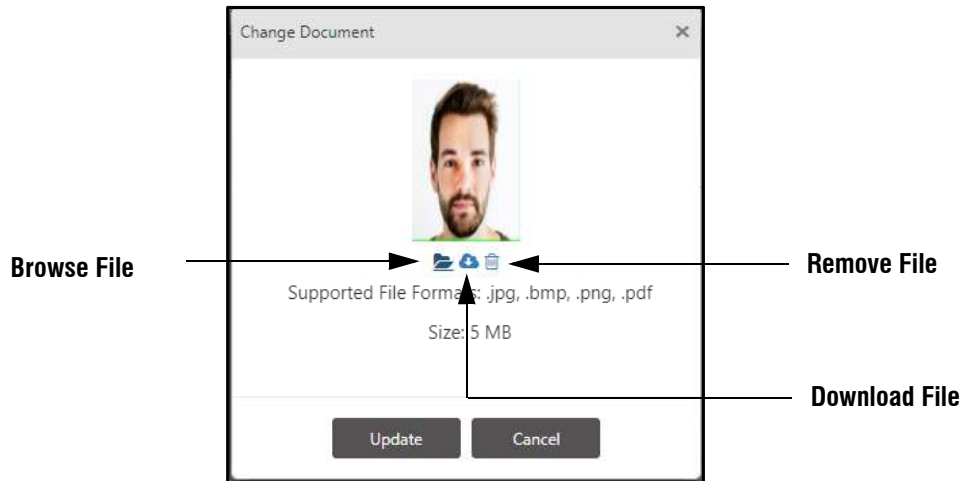 Change Document
Browse File
Remove File
Supported File Formats: .jpg, .bmp, .png, .pdf
Size: 5 MB
Download File
Update
Cancel